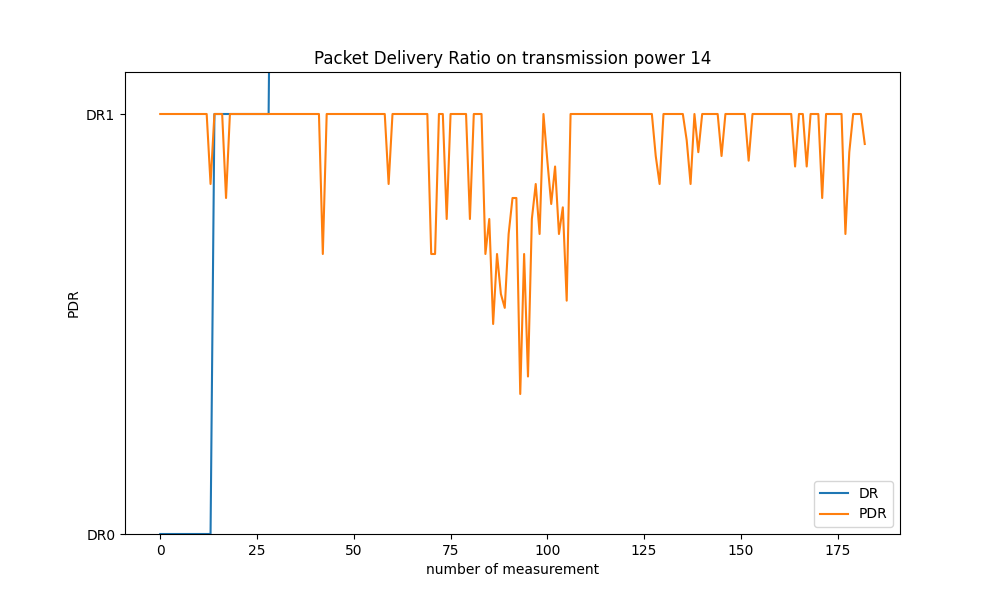 Packet Delivery Ratio on transmission power 14
DR1
PDR
DR0
0 25 50 75 100 125 150 175
number of measurement
DR
PDR